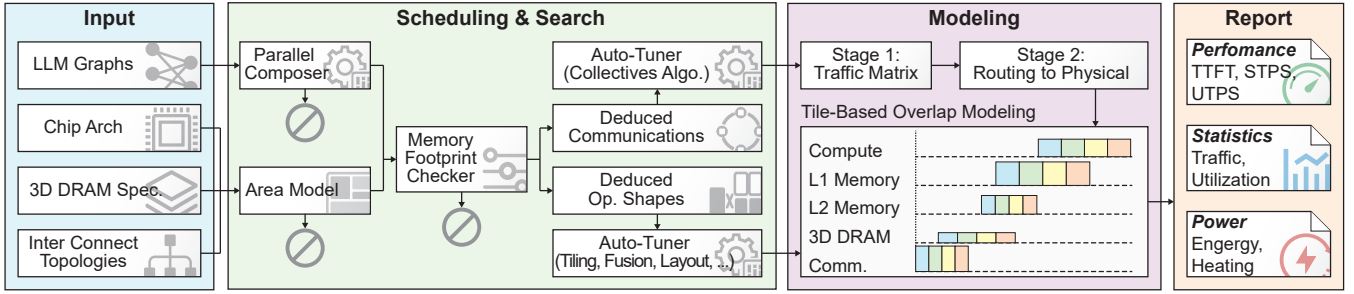 Input
LLM Graphs
Chip Arch
3D DRAM Spec.
Inter Connect
Topologies
Scheduling & Search
Parallel
Composer
Area Model
Memory
Footprint
Checker
Auto-Tuner
(Collectives Algo.)
Deduced
Communications
Deduced
Op. Shapes
Auto-Tuner
(Tiling, Fusion, Layout, ...)
Modeling
Stage 1:
Traffic Matrix
Stage 2:
Routing to Physical
Tile-Based Overlap Modeling
Compute
L1 Memory
L2 Memory
3D DRAM
Comm.
Report
Perfomance
TTFT, STPS,
UTPS
Statistics
Traffic,
Utilization
Power
Engergy,
Heating